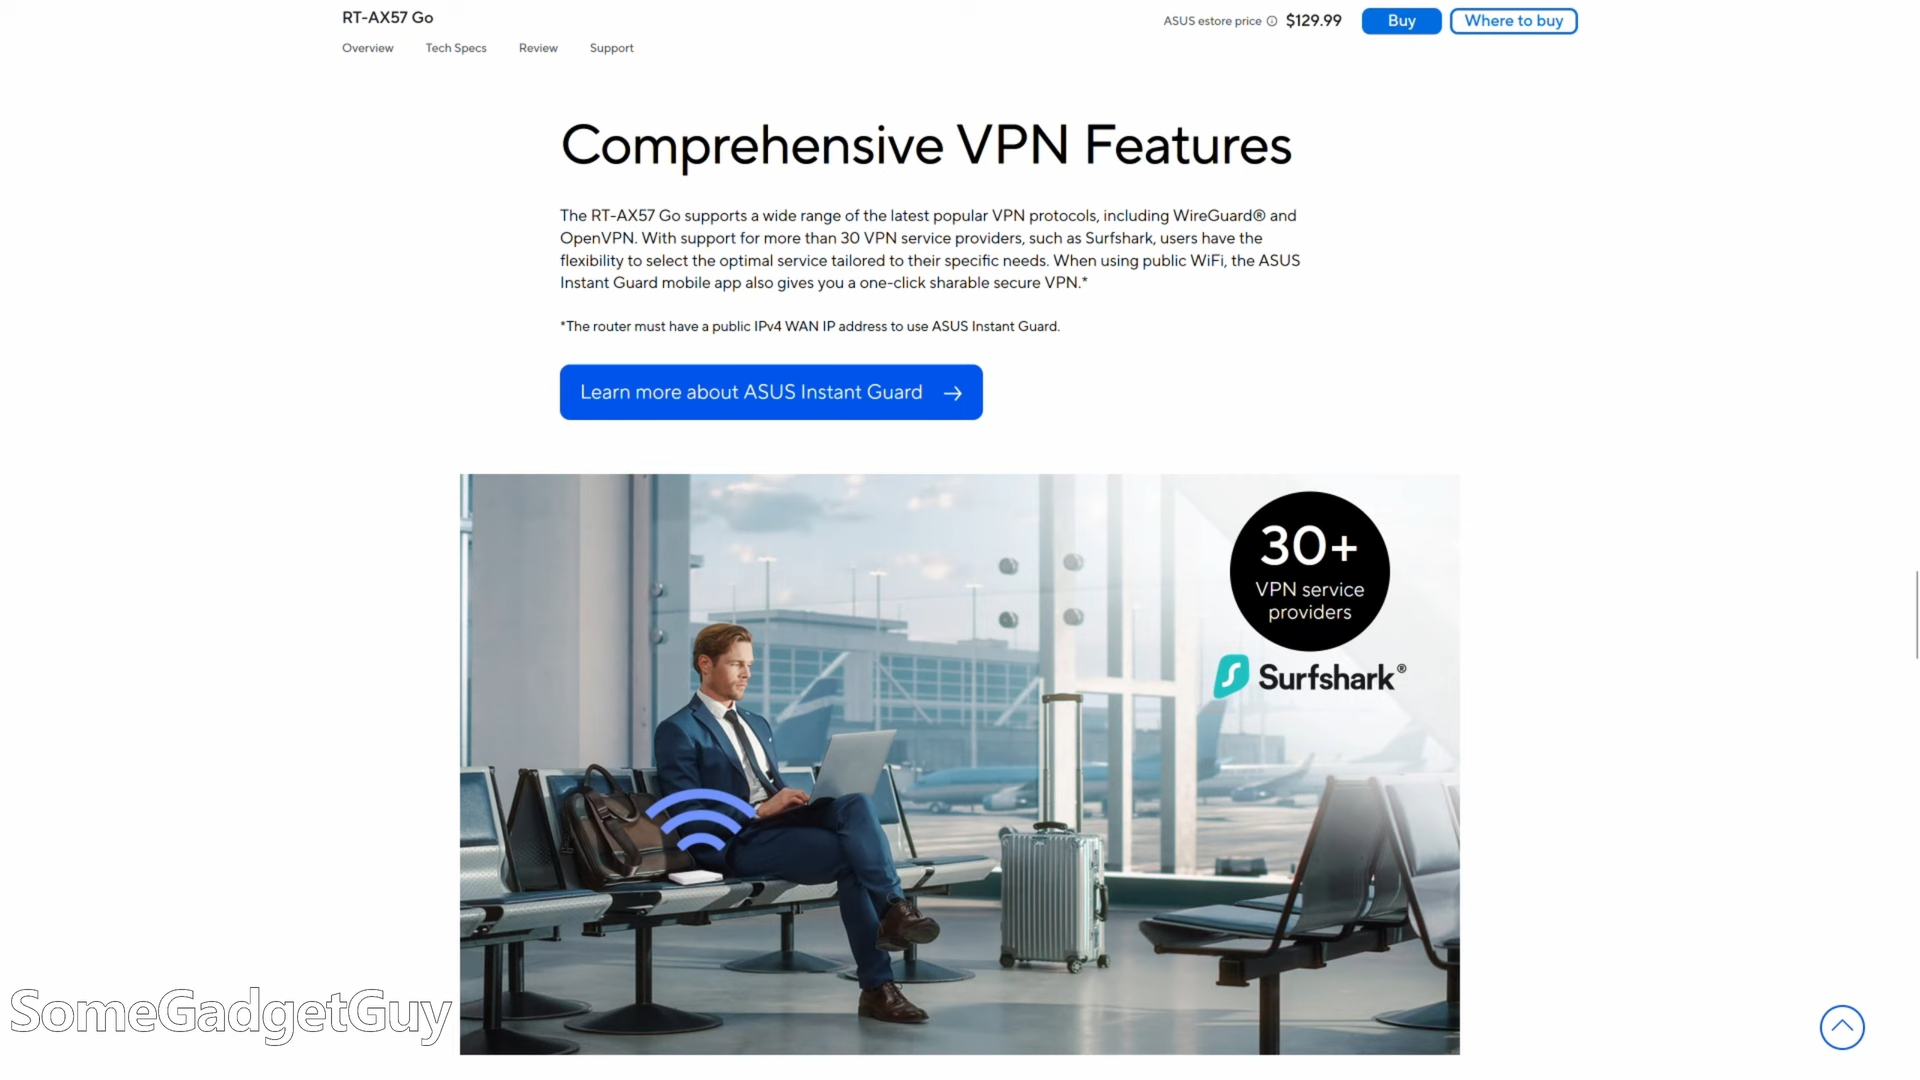 RT-AX57 Go
ASUS estore price ⓘ $129.99 Buy Where to buy
Overview Tech Specs Review Support
Comprehensive VPN Features
The RT-AX57 Go supports a wide range of the latest popular VPN protocols, including WireGuard® and
OpenVPN. With support for more than 30 VPN service providers, such as Surfshark, users have the
flexibility to select the optimal service tailored to their specific needs. When using public WiFi, the ASUS
Instant Guard mobile app also gives you a one-click sharable secure VPN.*
*The router must have a public IPv4 WAN IP address to use ASUS Instant Guard.
Learn more about ASUS Instant Guard →
30+
VPN service
providers
Surfshark®
SomeGadgetGuy